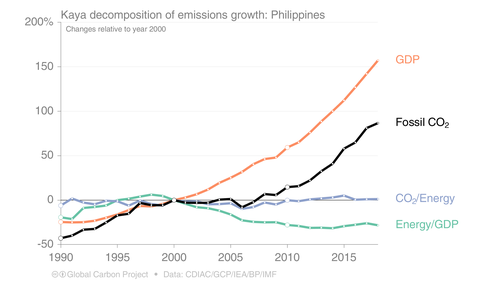 Kaya decomposition of emissions growth: Philippines
200%
Changes relative to year 2000
150
100
50
0
-50
GDP
Fossil CO₂
CO₂/Energy
Energy/GDP
1990 1995 2000 2005 2010 2015
Global Carbon Project • Data: CDIAC/GCP/IEA/BP/IMF